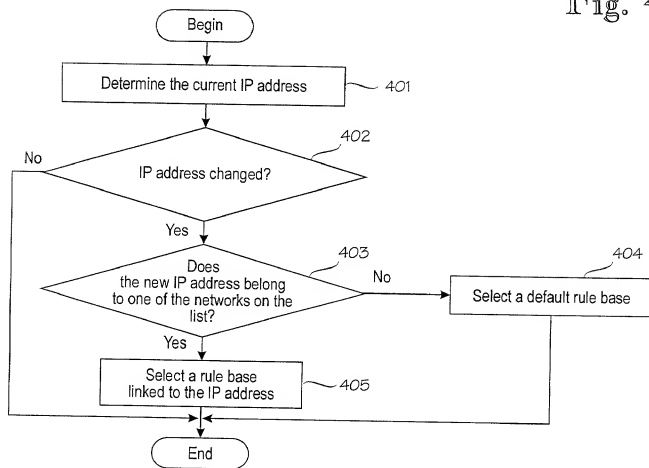 Fig.
Begin
Determine the current IP address
401
402
No
IP address changed?
Yes
403
Does
the new IP address belong
to one of the networks on the
list?
No
404
Select a default rule base
Yes
Select a rule base
linked to the IP address
405
End